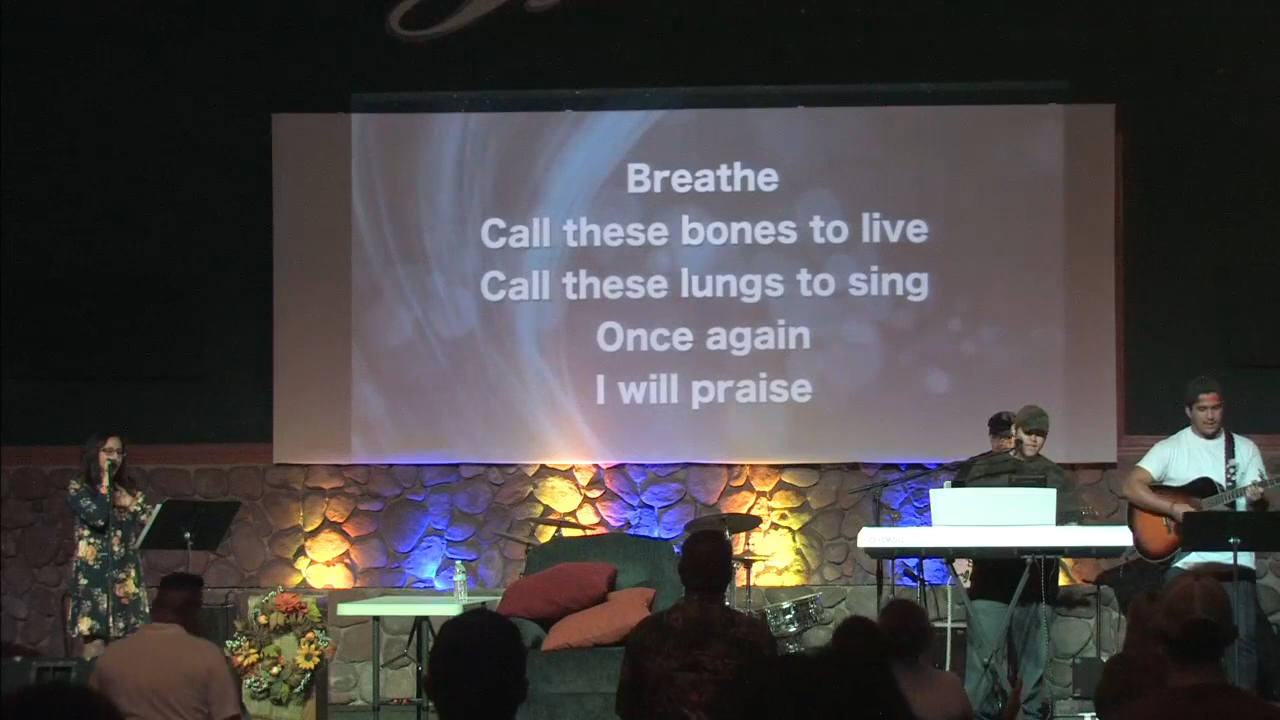 Breathe
Call these bones to live
Call these lungs to sing
Once again
I will praise